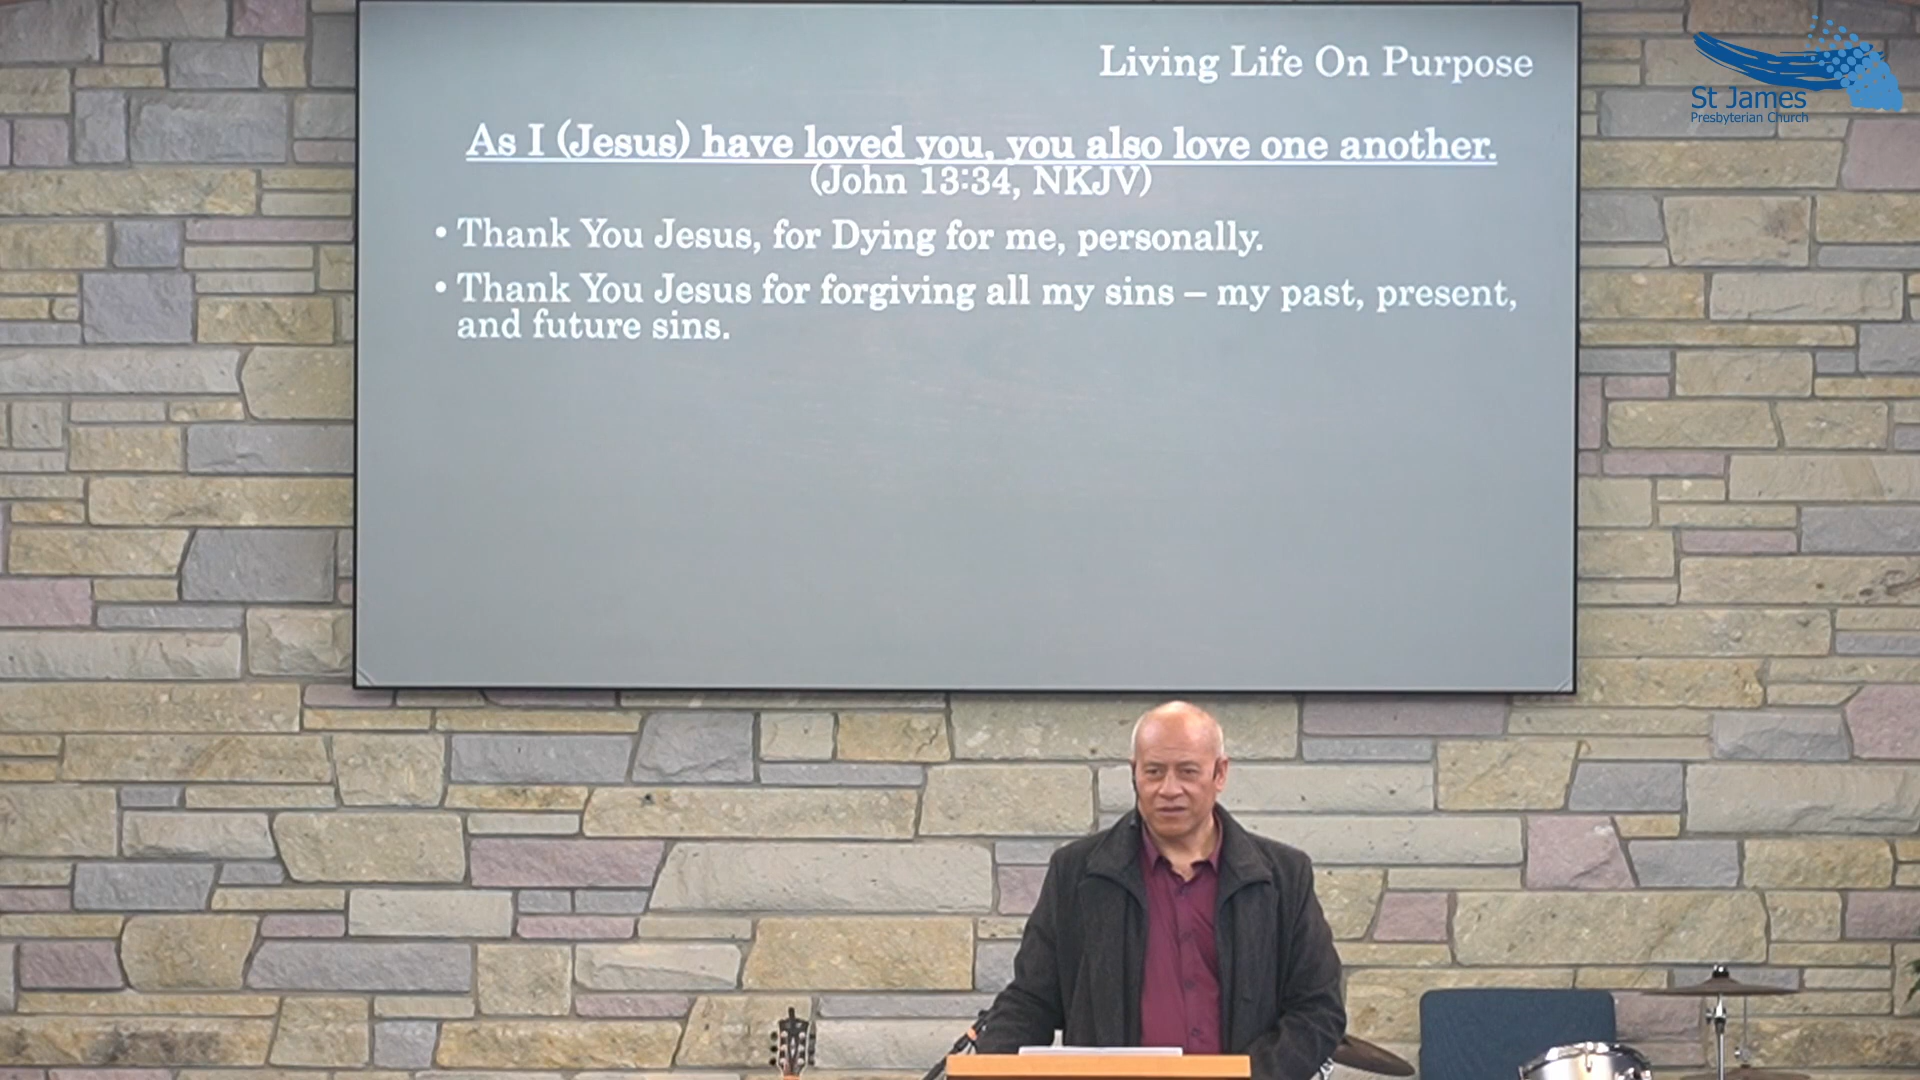 Living Life On Purpose
As I (Jesus) have loved you, you also love one another.
(John 13:34, NKJV)
• Thank You Jesus, for Dying for me, personally.
• Thank You Jesus for forgiving all my sins – my past, present,
and future sins.
St James
Presbyterian Church